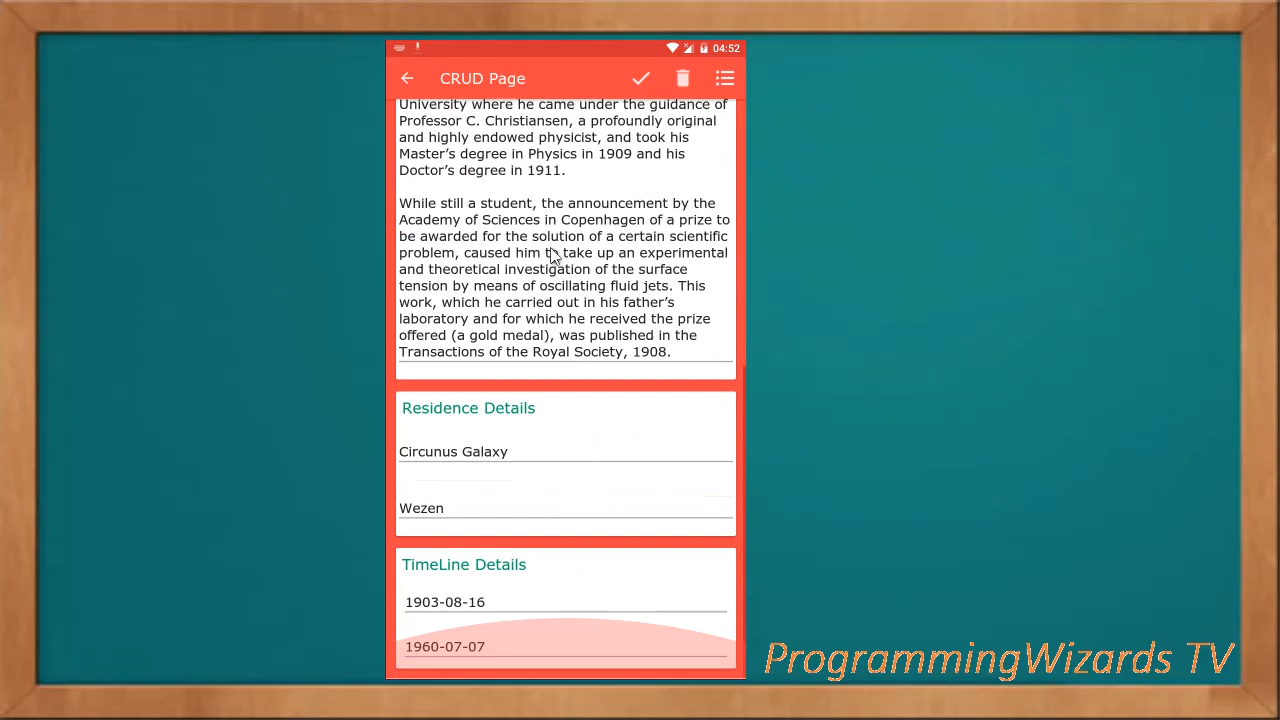 04:52
CRUD Page
University where he came under the guidance of
Professor C. Christiansen, a profoundly original
and highly endowed physicist, and took his
Master’s degree in Physics in 1909 and his
Doctor’s degree in 1911.
While still a student, the announcement by the
Academy of Sciences in Copenhagen of a prize to
be awarded for the solution of a certain scientific
problem, caused him to take up an experimental
and theoretical investigation of the surface
tension by means of oscillating fluid jets. This
work, which he carried out in his father’s
laboratory and for which he received the prize
offered (a gold medal), was published in the
Transactions of the Royal Society, 1908.
Residence Details
Circunus Galaxy
Wezen
TimeLine Details
1903-08-16
1960-07-07
ProgrammingWizards TV